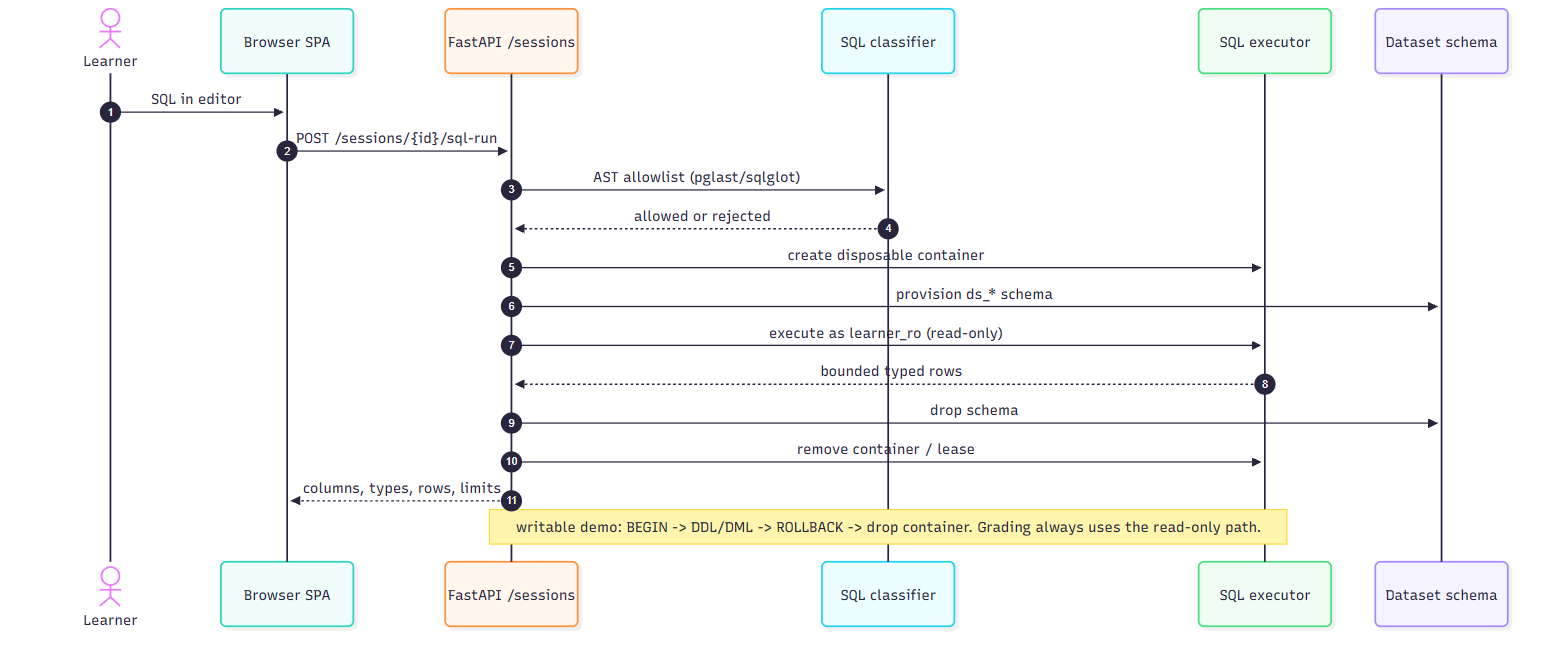 Learner
Browser SPA
FastAPI /sessions
SQL classifier
SQL executor
Dataset schema
1
SQL in editor
2
POST /sessions/{id}/sql-run
3
AST allowlist (pglast/sqlglot)
4
allowed or rejected
5
create disposable container
6
provision ds_* schema
7
execute as learner_ro (read-only)
8
bounded typed rows
9
drop schema
10
remove container / lease
11
columns, types, rows, limits
writable demo: BEGIN -> DDL/DML -> ROLLBACK -> drop container. Grading always uses the read-only path.
Learner
Browser SPA
FastAPI /sessions
SQL classifier
SQL executor
Dataset schema